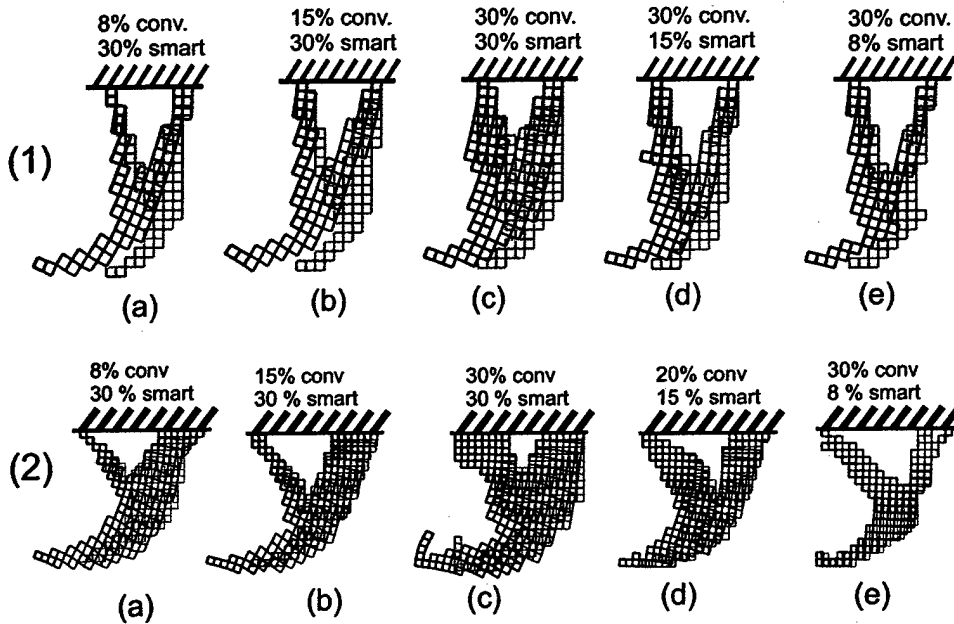 8% conv. 15% conv. 30% conv. 30% conv. 30% conv.
30% smart 30% smart 30% smart 15% smart 8% smart
(1)
(a) (b) (c) (d) (e)
8% conv 15% conv 30% conv 20% conv 30% conv
30 % smart 30 % smart 30 % smart 15 % smart 8 % smart
(2)
(a) (b) (c) (d) (e)